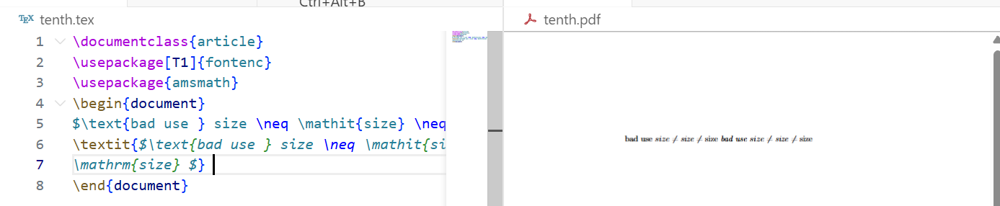 Ctrl+Alt+B
TEX tenth.tex
tenth.pdf
1 \documentclass{article}
2 \usepackage[T1]{fontenc}
3 \usepackage{amsmath}
4 \begin{document}
5 $\text{bad use } size \neq \mathit{size} \neq
6 \textit{$\text{bad use } size \neq \mathit{si
7 \mathrm{size} $}
8 \end{document}
bad use size ≠ size ≠ size bad use size ≠ size ≠ size